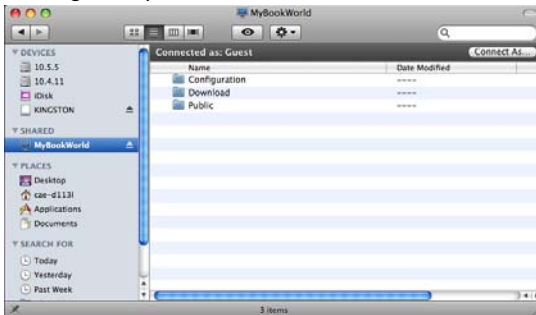 MyBookWorld
DEVICES
10.5.5
10.4.11
iDisk
KINGSTON
SHARED
MyBookWorld
PLACES
Desktop
cae-d113l
Applications
Documents
SEARCH FOR
Today
Yesterday
Past Week
Connected as: Guest
Connect As...
Name
Date Modified
Configuration
----
Download
----
Public
----
3 items